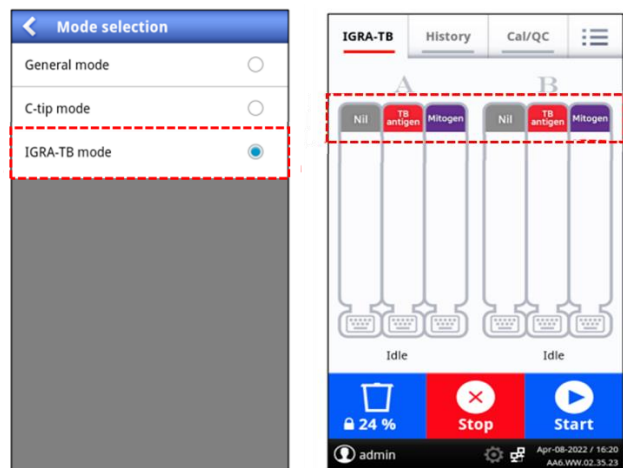 Mode selection
General mode
C-tip mode
IGRA-TB mode
IGRA-TB History Cal/QC
A B
Nil TB antigen Mitogen Nil TB antigen Mitogen
Idle Idle
24 % Stop Start
admin Apr-08-2022 / 16:20
AA6.WW.02.35.23